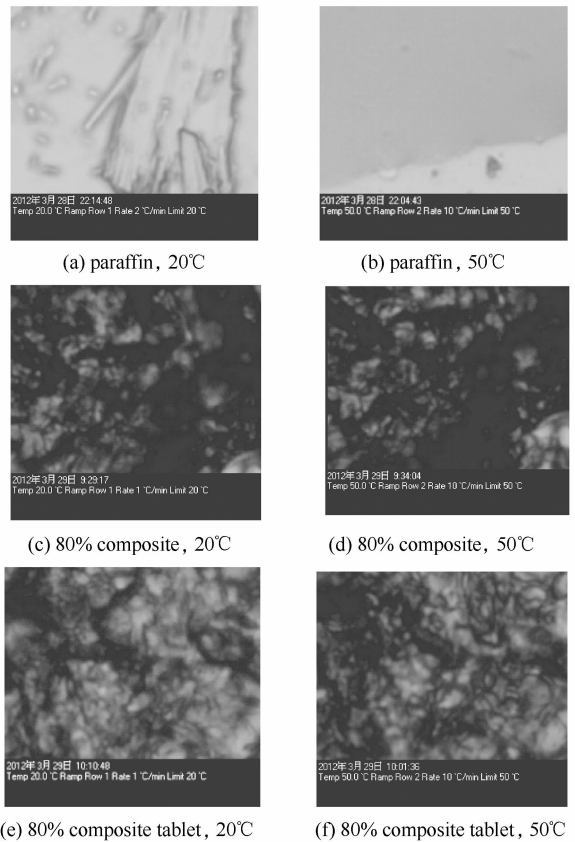 2012年3月28日 22:14:48
Temp 20.0 ℃ Ramp Row 1 Rate 2 ℃/min Limit 20 ℃
2012年3月28日 22:04:43
Temp 50.0 ℃ Ramp Row 2 Rate 10 ℃/min Limit 50 ℃
(a) paraffin, 20℃
(b) paraffin, 50℃
2012年3月29日 9:29:17
Temp 20.0 ℃ Ramp Row 1 Rate 1 ℃/min Limit 20 ℃
2012年3月29日 9:34:04
Temp 50.0 ℃ Ramp Row 2 Rate 10 ℃/min Limit 50 ℃
(c) 80% composite, 20℃
(d) 80% composite, 50℃
2012年3月29日 10:10:48
Temp 20.0 ℃ Ramp Row 1 Rate 1 ℃/min Limit 20 ℃
2012年3月29日 10:01:36
Temp 50.0 ℃ Ramp Row 2 Rate 10 ℃/min Limit 50 ℃
(e) 80% composite tablet, 20℃
(f) 80% composite tablet, 50℃